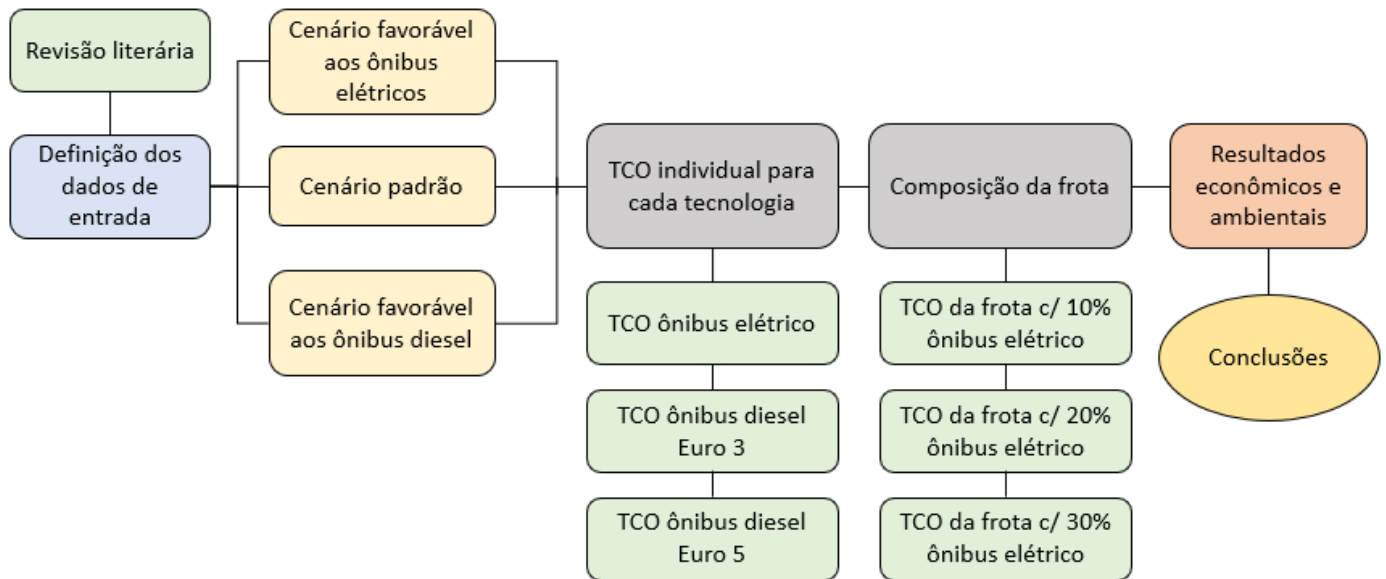 Revisão literária
Definição dos
dados de
entrada
Cenário favorável
aos ônibus
elétricos
Cenário padrão
Cenário favorável
aos ônibus diesel
TCO individual para
cada tecnologia
TCO ônibus elétrico
TCO ônibus diesel
Euro 3
TCO ônibus diesel
Euro 5
Composição da frota
TCO da frota c/ 10%
ônibus elétrico
TCO da frota c/ 20%
ônibus elétrico
TCO da frota c/ 30%
ônibus elétrico
Resultados
econômicos e
ambientais
Conclusões